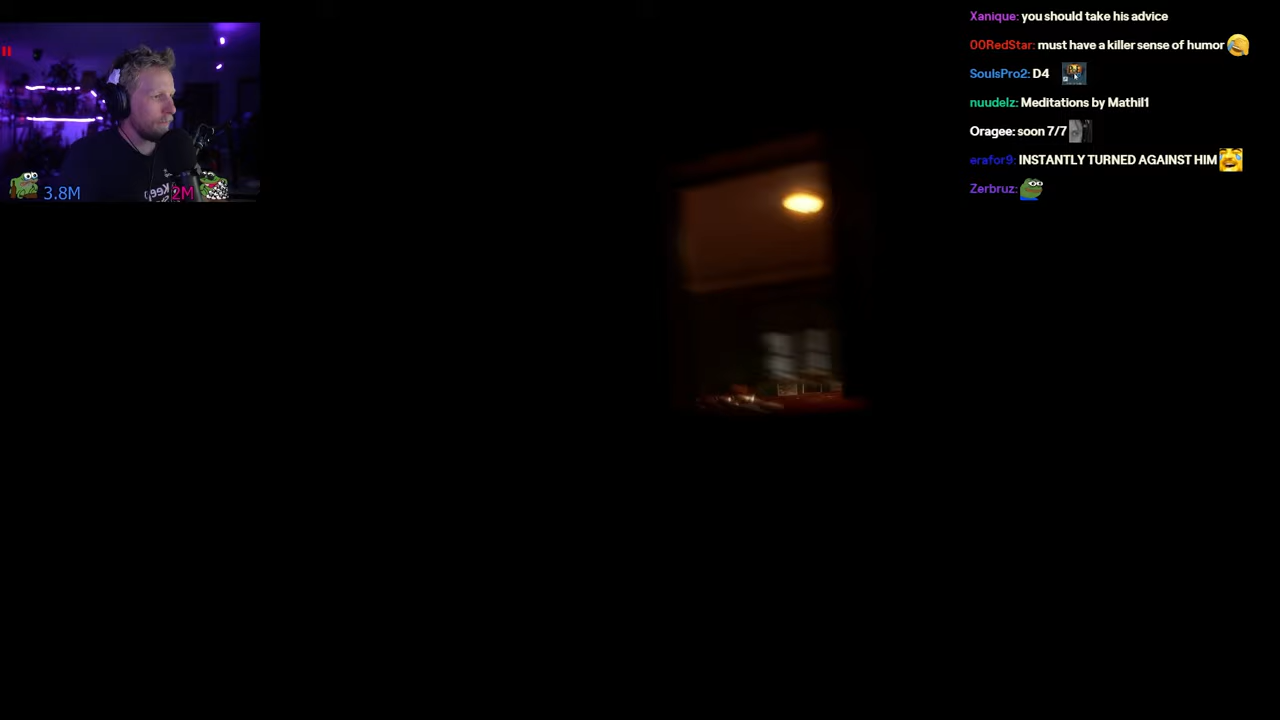 Xanique: you should take his advice
00RedStar: must have a killer sense of humor
SoulsPro2: D4
nuudelz: Meditations by Mathil1
Oragee: soon 7/7
erafor9: INSTANTLY TURNED AGAINST HIM
Zerbruz:
3.8M
2M